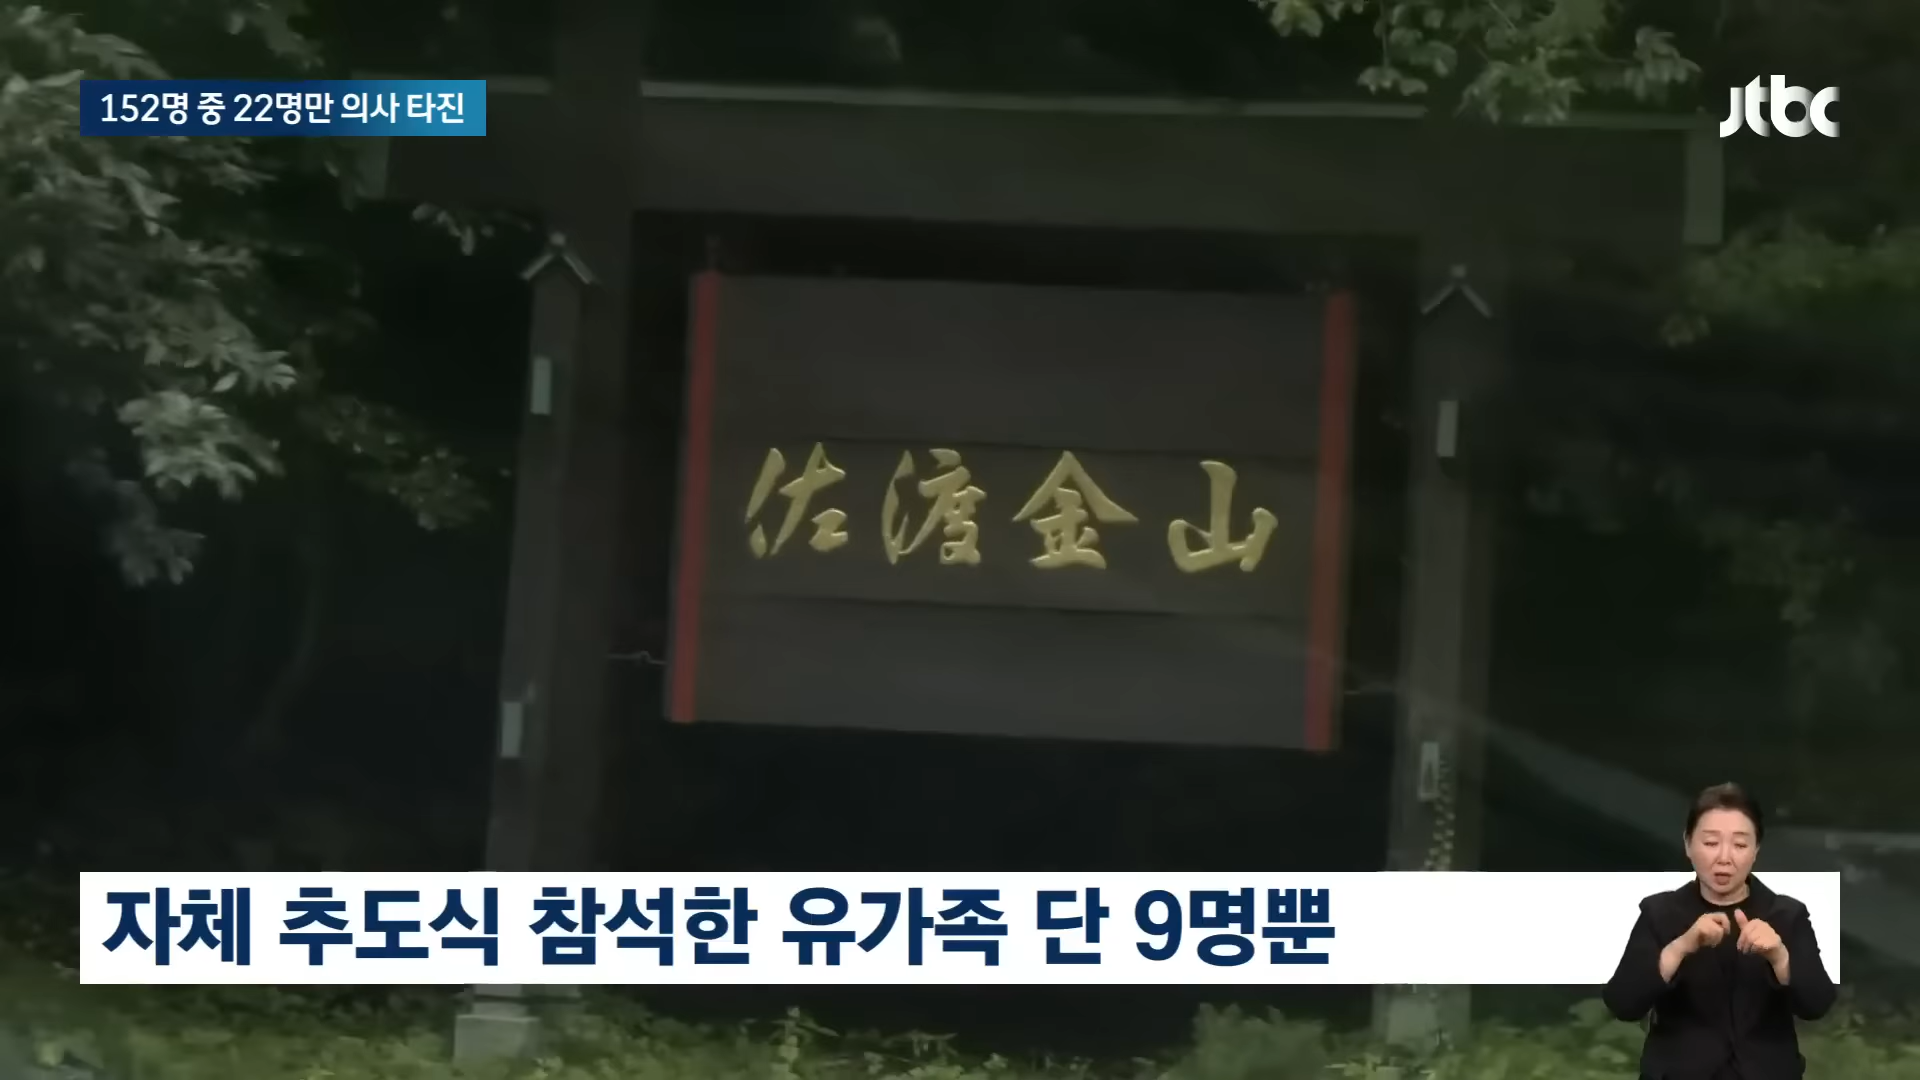 152명 중 22명만 의사 타진
jtbc
佐渡金山
자체 추도식 참석한 유가족 단 9명뿐